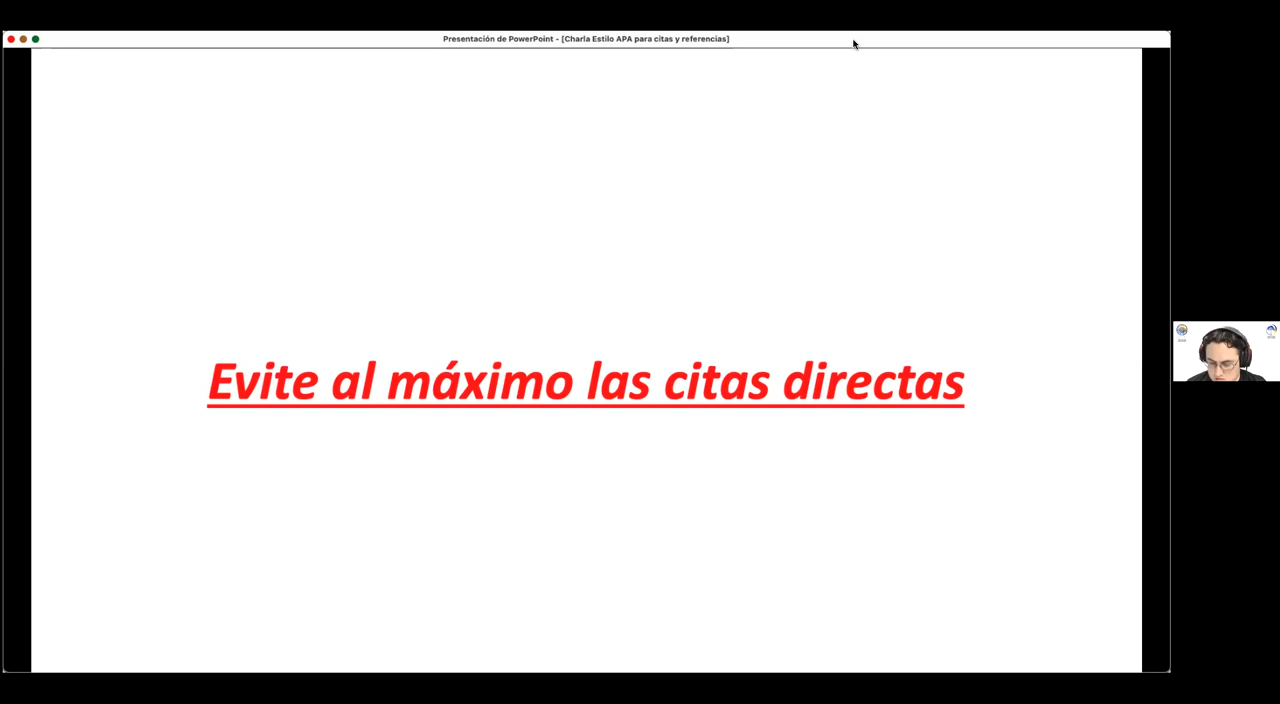 Presentación de PowerPoint - [Charla Estilo APA para citas y referencias]
Evite al máximo las citas directas